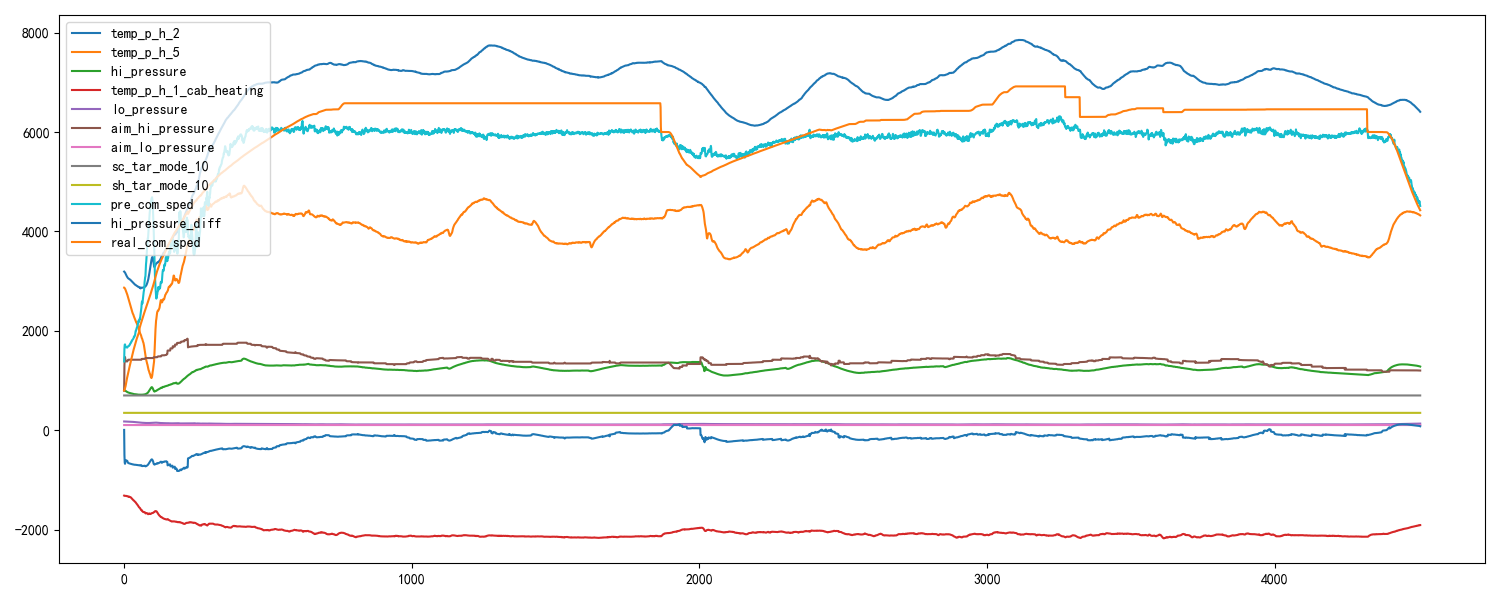 8000
6000
4000
2000
0
−2000
temp_p_h_2
temp_p_h_5
hi_pressure
temp_p_h_1_cab_heating
lo_pressure
aim_hi_pressure
aim_lo_pressure
sc_tar_mode_10
sh_tar_mode_10
pre_com_sped
hi_pressure_diff
real_com_sped
0 1000 2000 3000 4000